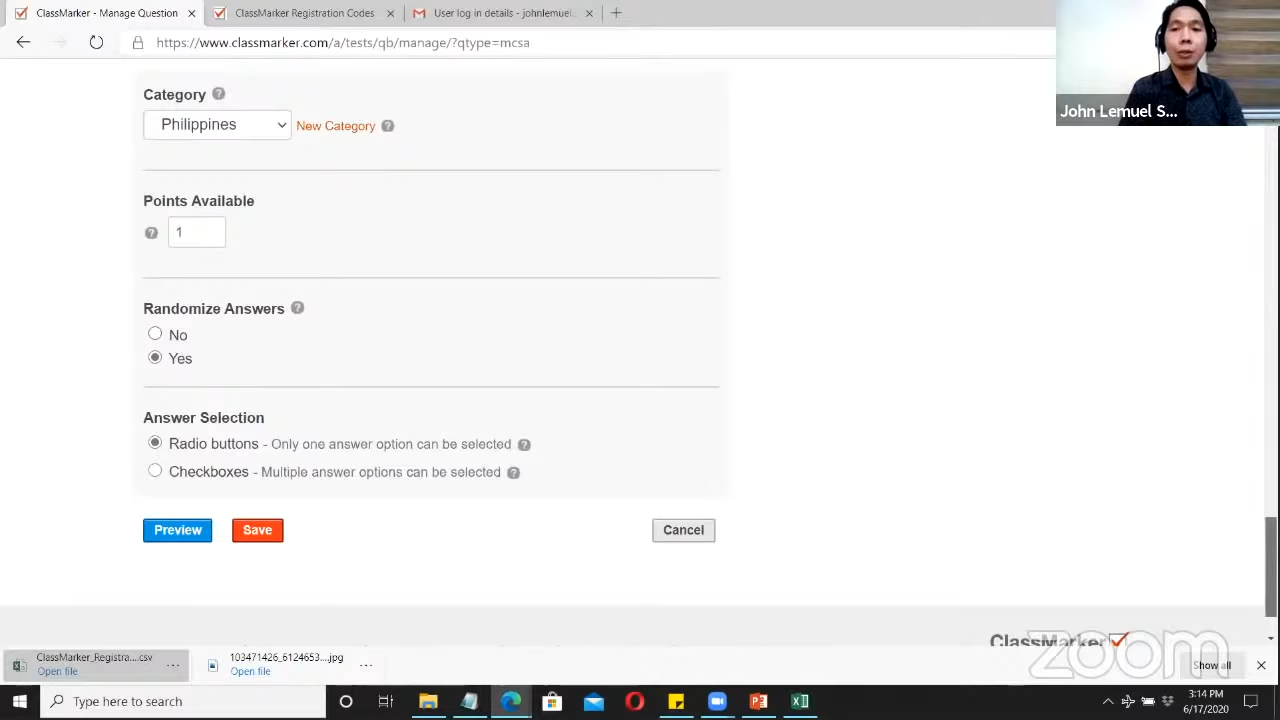 ClassMarker - Manage Question
ClassMarker Registration Codes
User log in details - johnlemuel
https://www.classmarker.com/a/tests/qb/manage/?qtype=mcsa
John Lemuel S...
Category
Philippines
New Category
Points Available
1
Randomize Answers
No
Yes
Answer Selection
Radio buttons - Only one answer option can be selected
Checkboxes - Multiple answer options can be selected
Preview
Save
Cancel
ClassMarker
zoom
ClassMarker_Registra....csv
Open file
103471426_6124653....jpg
Open file
Show all
Type here to search
3:14 PM
6/17/2020